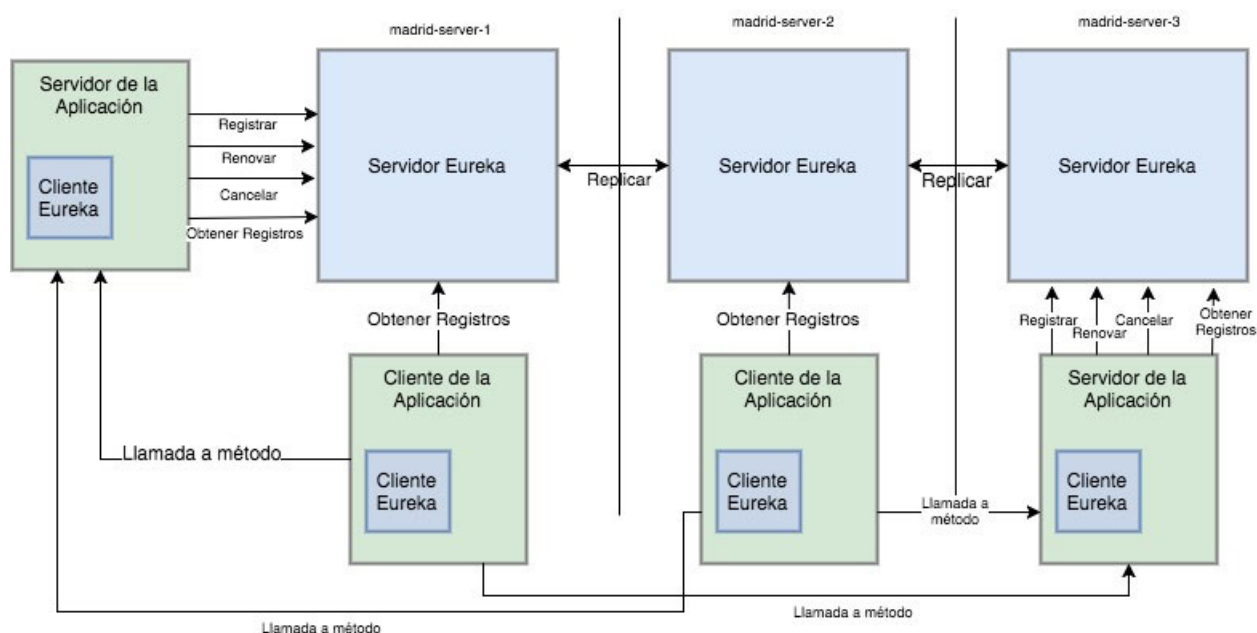 madrid-server-1
madrid-server-2
madrid-server-3
Servidor de la
Aplicación
Cliente
Eureka
Registrar
Renovar
Cancelar
Obtener Registros
Servidor Eureka
Replicar
Servidor Eureka
Replicar
Servidor Eureka
Obtener Registros
Obtener Registros
Registrar
Renovar
Cancelar
Obtener
Registros
Cliente de la
Aplicación
Cliente
Eureka
Cliente de la
Aplicación
Cliente
Eureka
Servidor de la
Aplicación
Cliente
Eureka
Llamada a método
Llamada a
método
Llamada a método
Llamada a método